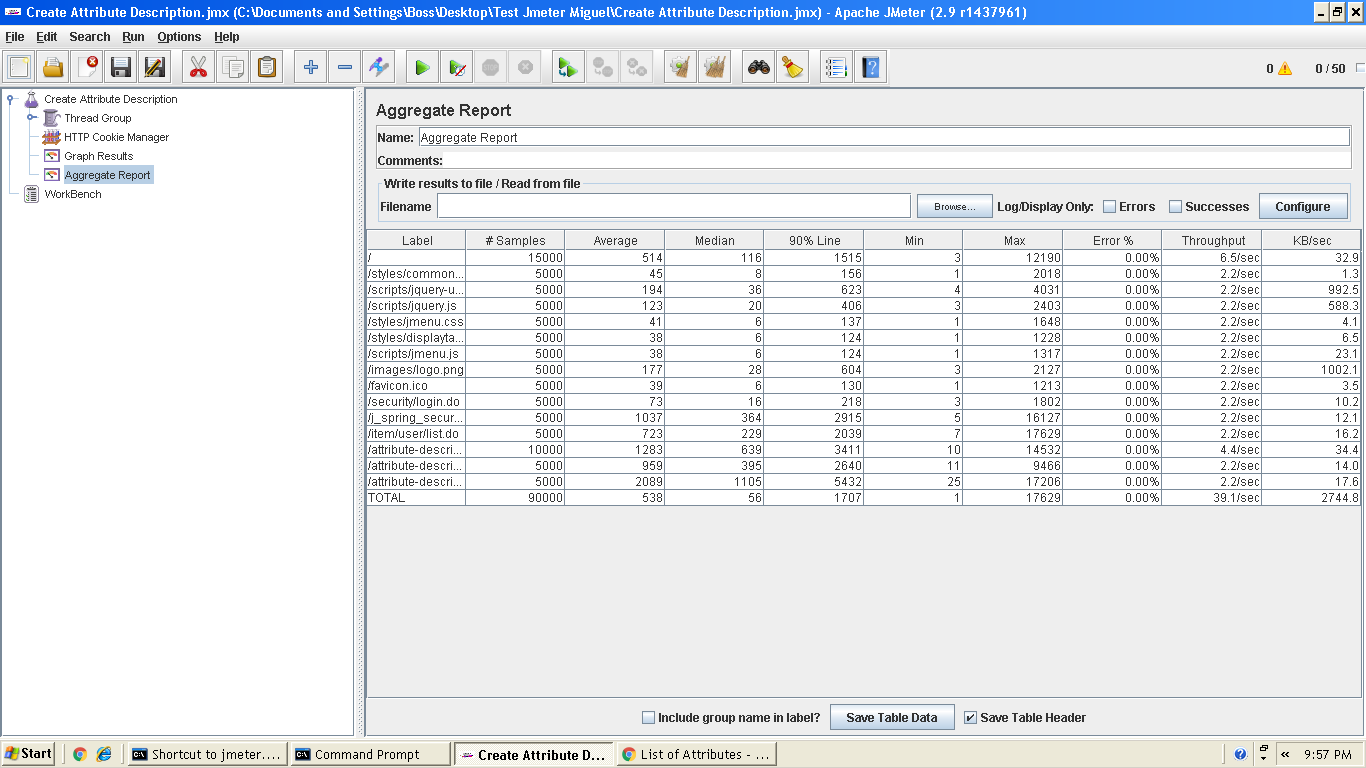 Create Attribute Description.jmx (C:\Documents and Settings\Boss\Desktop\Test Jmeter Miguel\Create Attribute Description.jmx) - Apache JMeter (2.9 r1437961)
File Edit Search Run Options Help
0 0 / 50
Create Attribute Description
Thread Group
HTTP Cookie Manager
Graph Results
Aggregate Report
WorkBench
Aggregate Report
Name: Aggregate Report
Comments:
Write results to file / Read from file
Filename Browse... Log/Display Only: Errors Successes Configure
Label # Samples Average Median 90% Line Min Max Error % Throughput KB/sec
/ 15000 514 116 1515 3 12190 0.00% 6.5/sec 32.9
/styles/common... 5000 45 8 156 1 2018 0.00% 2.2/sec 1.3
/scripts/jquery-u... 5000 194 36 623 4 4031 0.00% 2.2/sec 992.5
/scripts/jquery.js 5000 123 20 406 3 2403 0.00% 2.2/sec 588.3
/styles/jmenu.css 5000 41 6 137 1 1648 0.00% 2.2/sec 4.1
/styles/displayta... 5000 38 6 124 1 1228 0.00% 2.2/sec 6.5
/scripts/jmenu.js 5000 38 6 124 1 1317 0.00% 2.2/sec 23.1
/images/logo.png 5000 177 28 604 3 2127 0.00% 2.2/sec 1002.1
/favicon.ico 5000 39 6 130 1 1213 0.00% 2.2/sec 3.5
/security/login.do 5000 73 16 218 3 1802 0.00% 2.2/sec 10.2
/j_spring_secur... 5000 1037 364 2915 5 16127 0.00% 2.2/sec 12.1
/item/user/list.do 5000 723 229 2039 7 17629 0.00% 2.2/sec 16.2
/attribute-descri... 10000 1283 639 3411 10 14532 0.00% 4.4/sec 34.4
/attribute-descri... 5000 959 395 2640 11 9466 0.00% 2.2/sec 14.0
/attribute-descri... 5000 2089 1105 5432 25 17206 0.00% 2.2/sec 17.6
TOTAL 90000 538 56 1707 1 17629 0.00% 39.1/sec 2744.8
Include group name in label? Save Table Data Save Table Header
Start Shortcut to jmeter.... Command Prompt Create Attribute D... List of Attributes - ... 9:57 PM